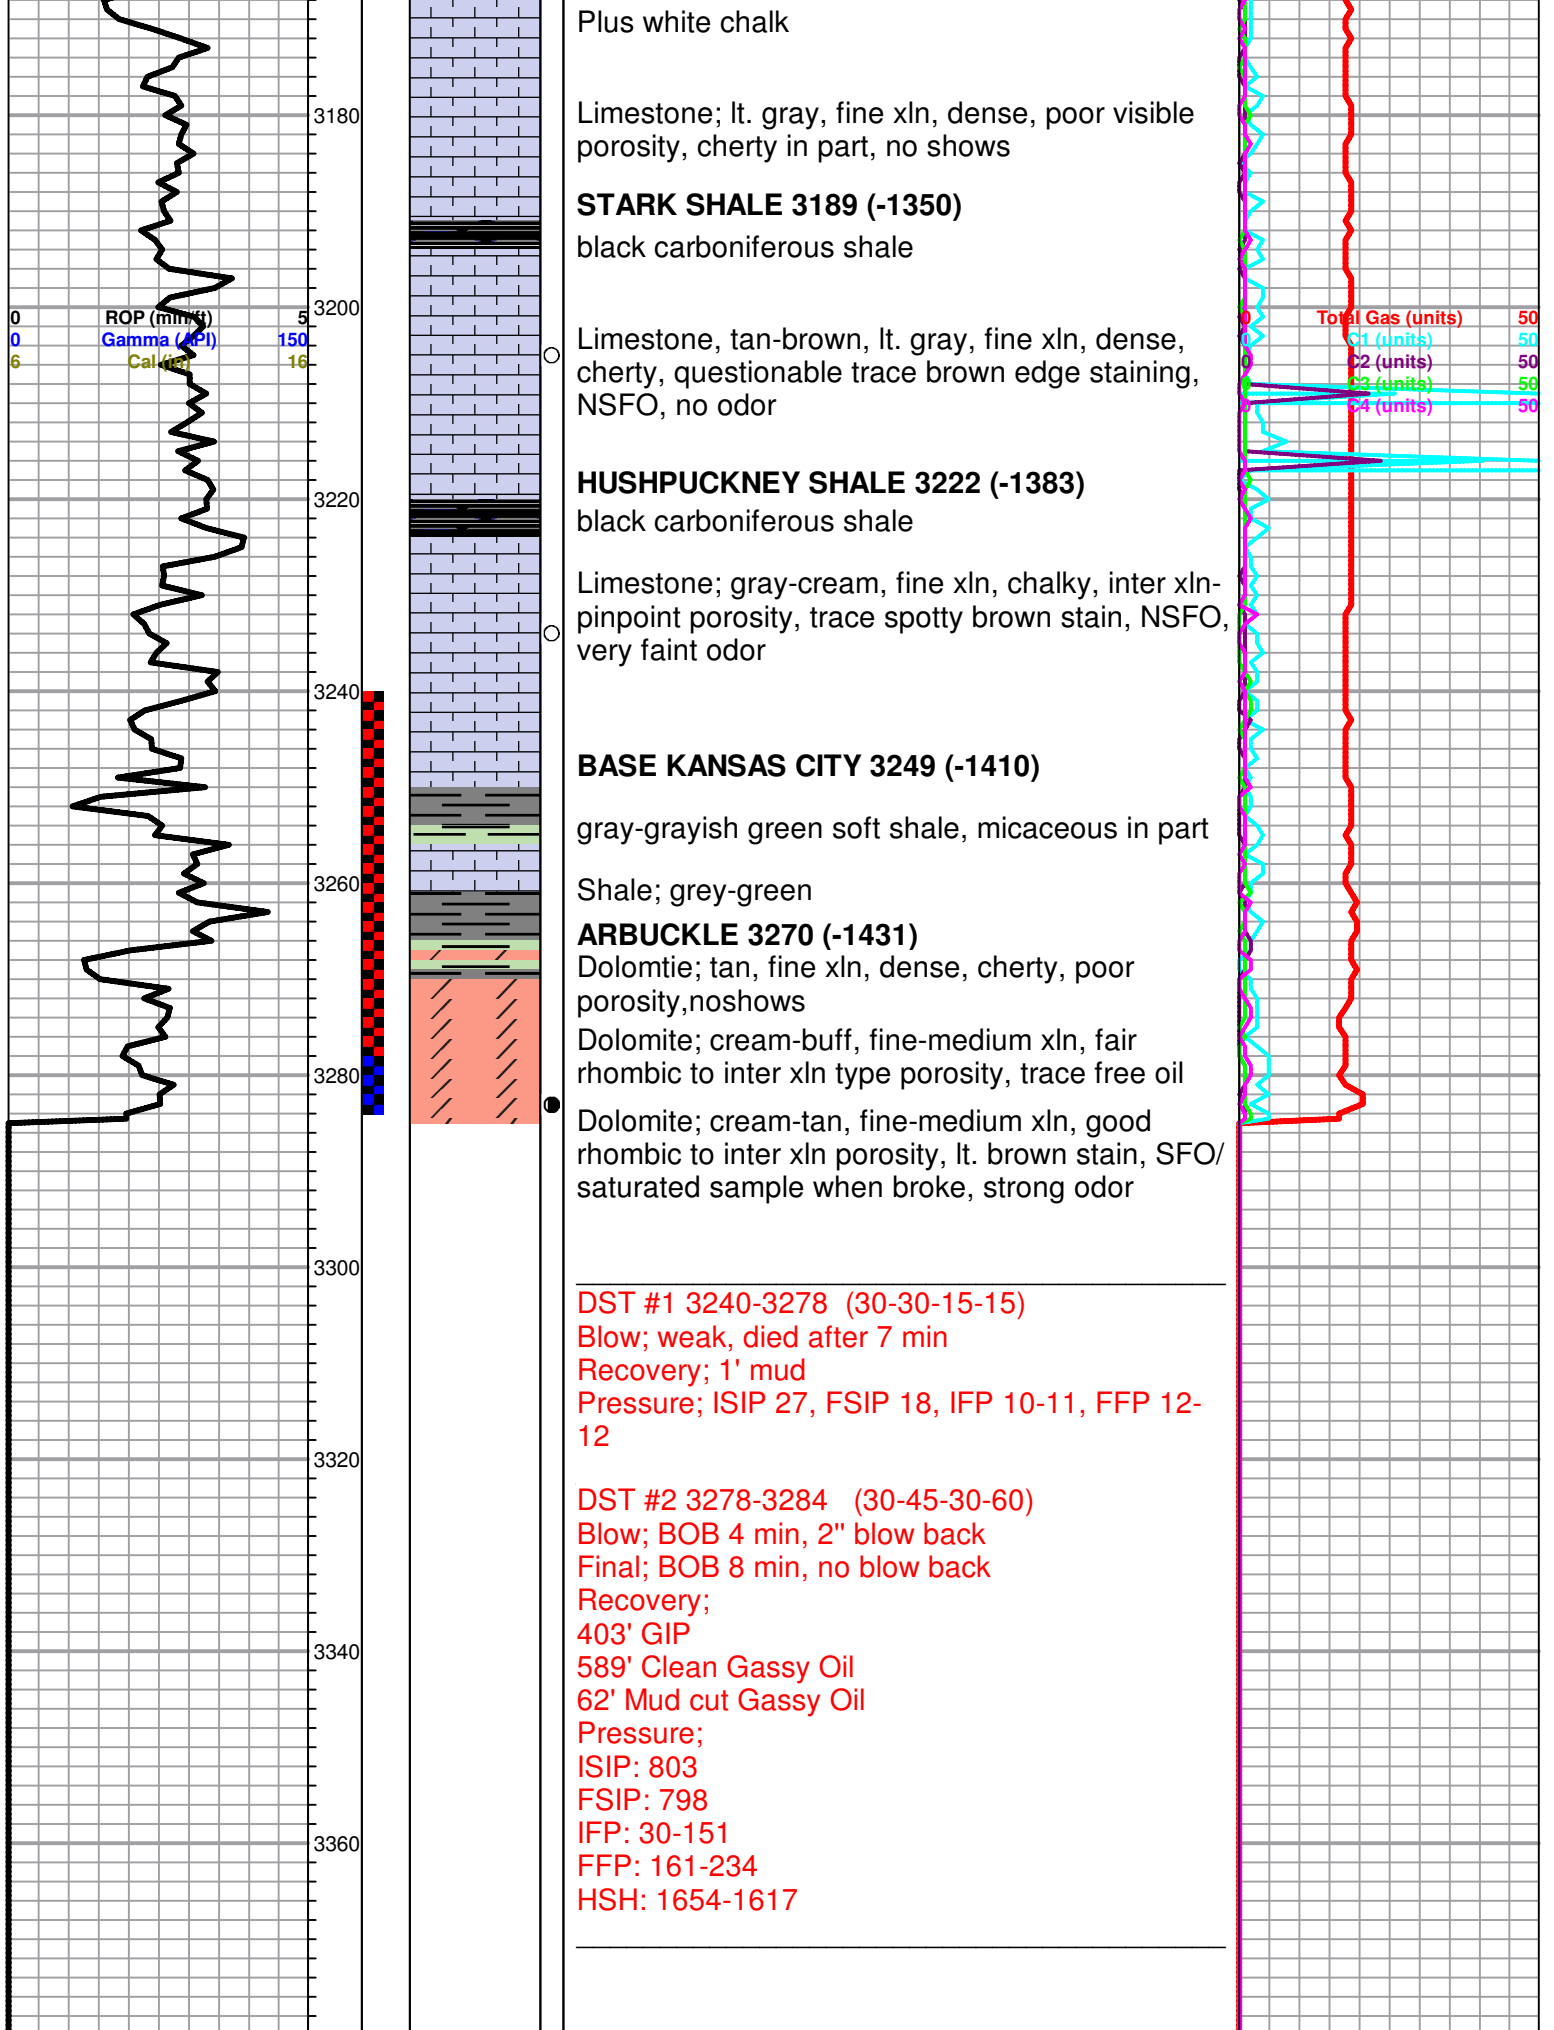 Plus white chalk
3180
Limestone; lt. gray, fine xln, dense, poor visible
porosity, cherty in part, no shows
STARK SHALE 3189 (-1350)
black carboniferous shale
3200
0 ROP (min/ft) 5
0 Gamma (API) 150
6 Cal (in) 16
0 Total Gas (units) 50
0 C1 (units) 50
0 C2 (units) 50
0 C3 (units) 50
0 C4 (units) 50
Limestone, tan-brown, lt. gray, fine xln, dense,
cherty, questionable trace brown edge staining,
NSFO, no odor
HUSHPUCKNEY SHALE 3222 (-1383)
3220
black carboniferous shale
Limestone; gray-cream, fine xln, chalky, inter xln-
pinpoint porosity, trace spotty brown stain, NSFO,
very faint odor
3240
BASE KANSAS CITY 3249 (-1410)
gray-grayish green soft shale, micaceous in part
3260
Shale; grey-green
ARBUCKLE 3270 (-1431)
Dolomtie; tan, fine xln, dense, cherty, poor
porosity,noshows
Dolomite; cream-buff, fine-medium xln, fair
rhombic to inter xln type porosity, trace free oil
3280
Dolomite; cream-tan, fine-medium xln, good
rhombic to inter xln porosity, lt. brown stain, SFO/
saturated sample when broke, strong odor
3300
DST #1 3240-3278 (30-30-15-15)
Blow; weak, died after 7 min
Recovery; 1' mud
Pressure; ISIP 27, FSIP 18, IFP 10-11, FFP 12-
12
3320
DST #2 3278-3284 (30-45-30-60)
Blow; BOB 4 min, 2" blow back
Final; BOB 8 min, no blow back
Recovery;
403' GIP
3340
589' Clean Gassy Oil
62' Mud cut Gassy Oil
Pressure;
ISIP: 803
FSIP: 798
IFP: 30-151
3360
FFP: 161-234
HSH: 1654-1617